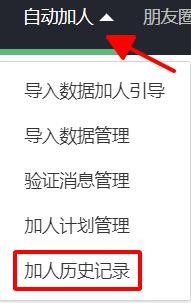 自动加人 朋友圈
导入数据加人引导
导入数据管理
验证消息管理
加人计划管理
加人历史记录